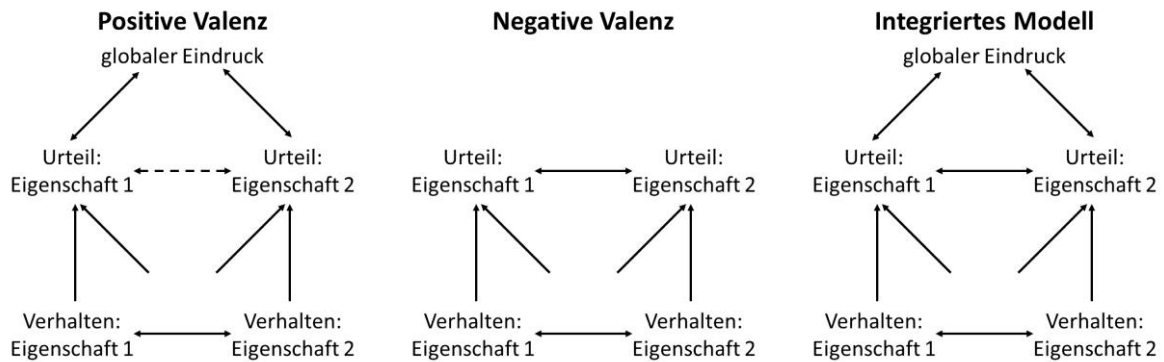 Positive Valenz
globaler Eindruck
Urteil:
Eigenschaft 1
Urteil:
Eigenschaft 2
Verhalten:
Eigenschaft 1
Verhalten:
Eigenschaft 2
Negative Valenz
Urteil:
Eigenschaft 1
Urteil:
Eigenschaft 2
Verhalten:
Eigenschaft 1
Verhalten:
Eigenschaft 2
Integriertes Modell
globaler Eindruck
Urteil:
Eigenschaft 1
Urteil:
Eigenschaft 2
Verhalten:
Eigenschaft 1
Verhalten:
Eigenschaft 2